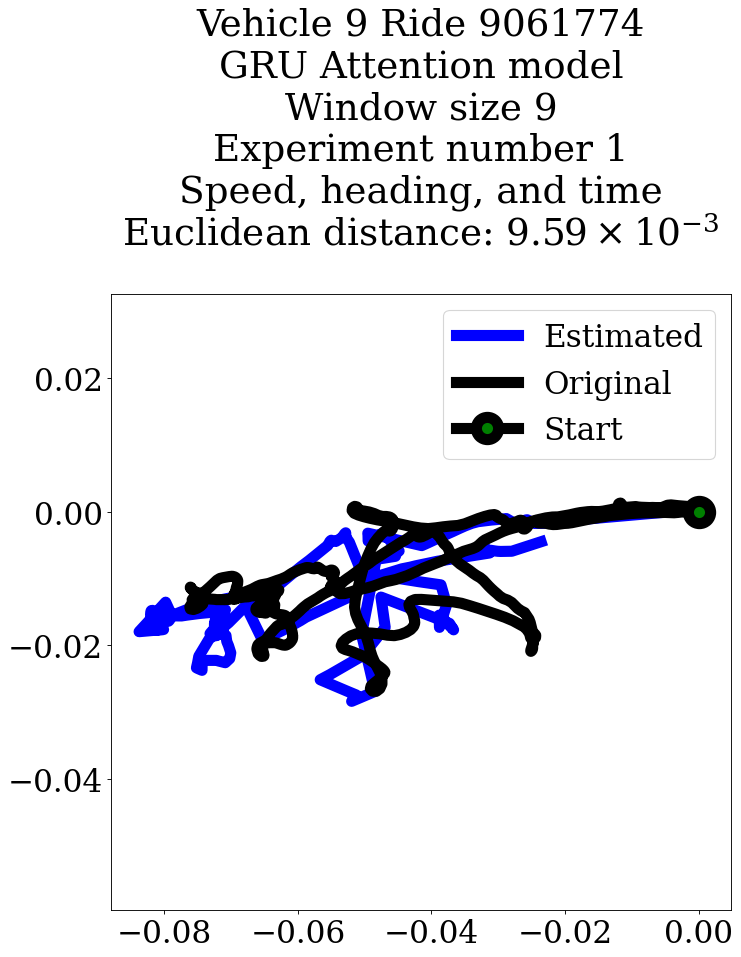 Vehicle 9 Ride 9061774
GRU Attention model
Window size 9
Experiment number 1
Speed, heading, and time
Euclidean distance: 9.59 × 10⁻³
Estimated
Original
Start
0.02
0.00
−0.02
−0.04
−0.08 −0.06 −0.04 −0.02 0.00